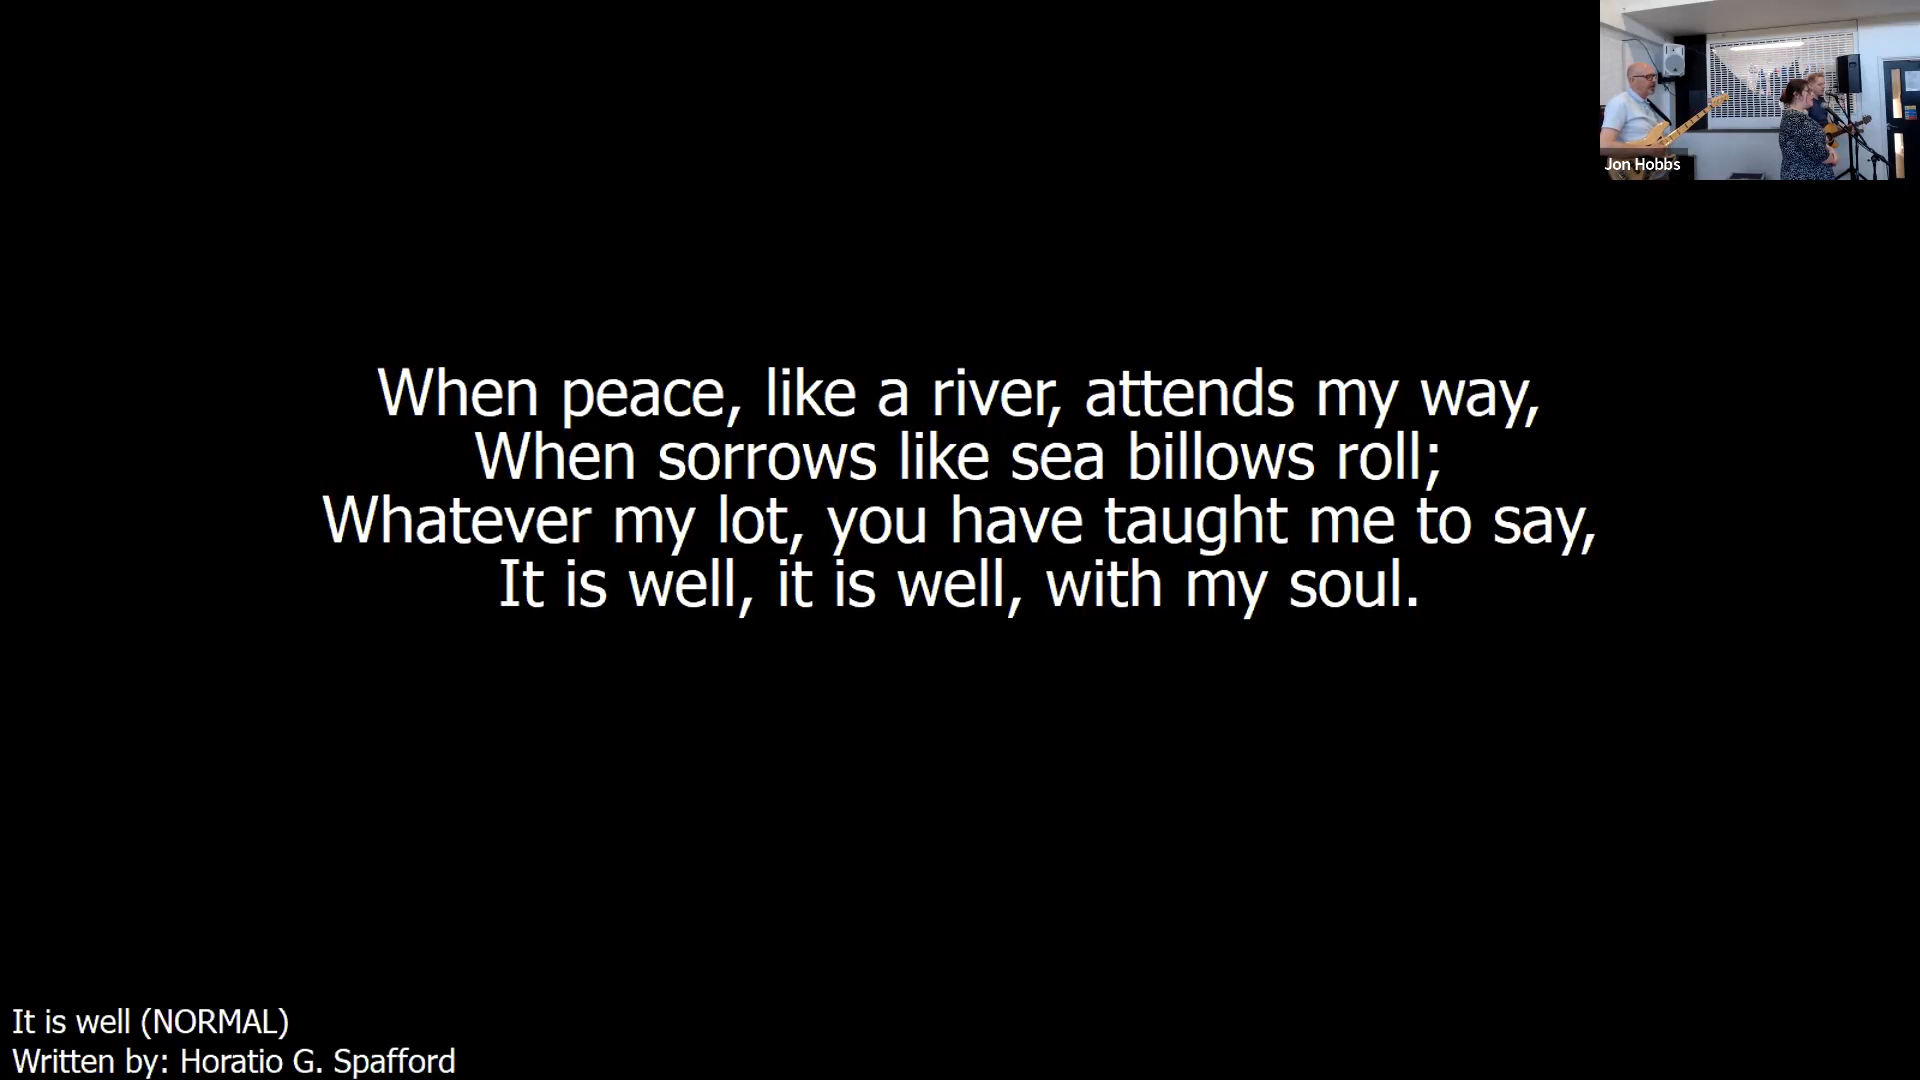 Jon Hobbs
When peace, like a river, attends my way,
When sorrows like sea billows roll;
Whatever my lot, you have taught me to say,
It is well, it is well, with my soul.
It is well (NORMAL)
Written by: Horatio G. Spafford